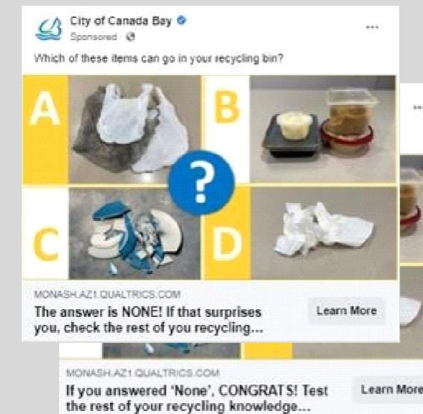 City of Canada Bay
Sponsored
Which of these items can go in your recycling bin?
A
B
?
C
D
MONASH.AZ1.QUALTRICS.COM
The answer is NONE! If that surprises
you, check the rest of you recycling...
Learn More
MONASH.AZ1.QUALTRICS.COM
If you answered 'None', CONGRATS! Test
the rest of your recycling knowledge...
Learn More